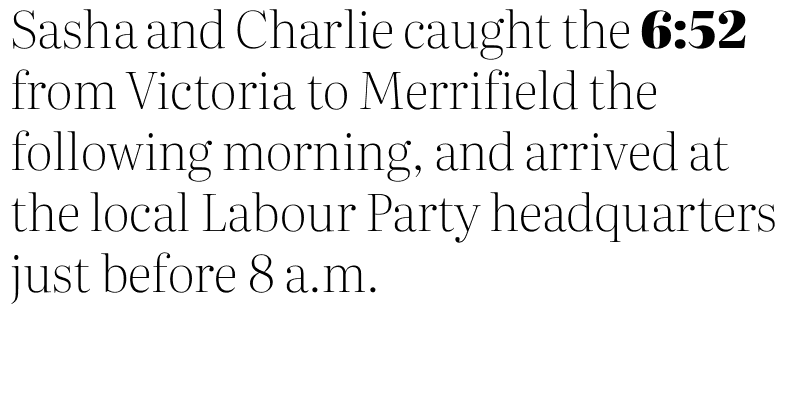 Sasha and Charlie caught the 6:52
from Victoria to Merrifield the
following morning, and arrived at
the local Labour Party headquarters
just before 8 a.m.